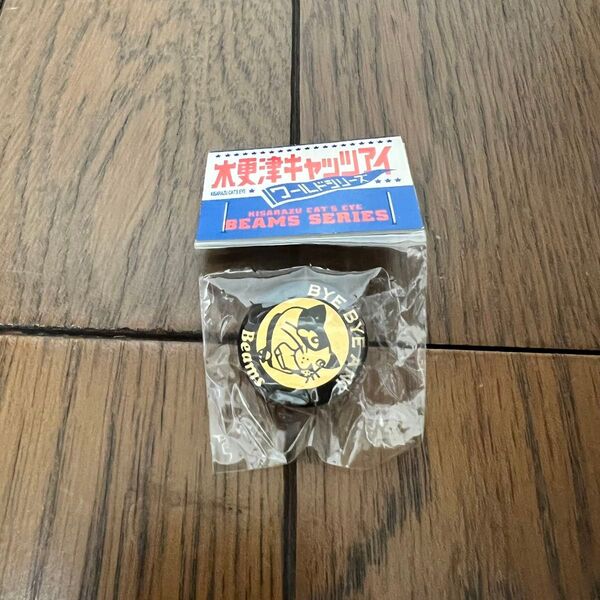 木更津キャッツアイ
KISARAZU CAT'S EYE
ワールドシリーズ
KISARAZU CAT'S EYE
BEAMS SERIES
BYE BYE
Beams